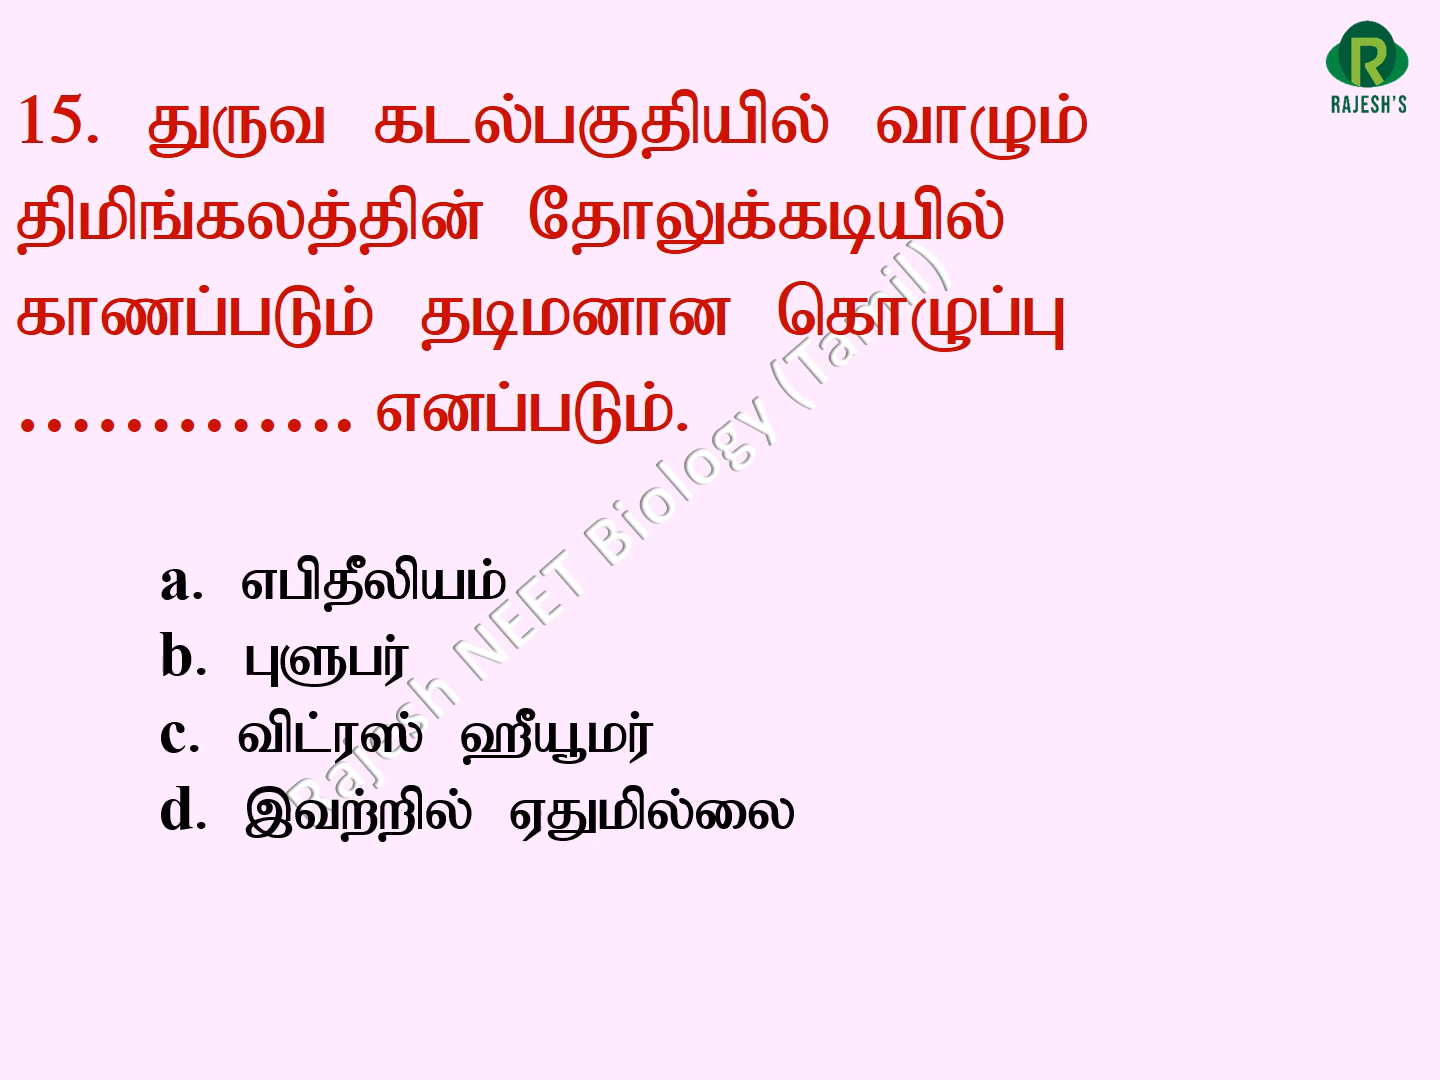 RAJESH'S
15. துருவ கடல்பகுதியில் வாழும்
திமிங்கலத்தின் தோலுக்கடியில்
காணப்படும் தடிமனான கொழுப்பு
............. எனப்படும்.
a. எபிதீலியம்
b. புளுபர்
c. விட்ரஸ் ஹீயூமர்
d. இவற்றில் ஏதுமில்லை
Rajesh NEET Biology (Tamil)